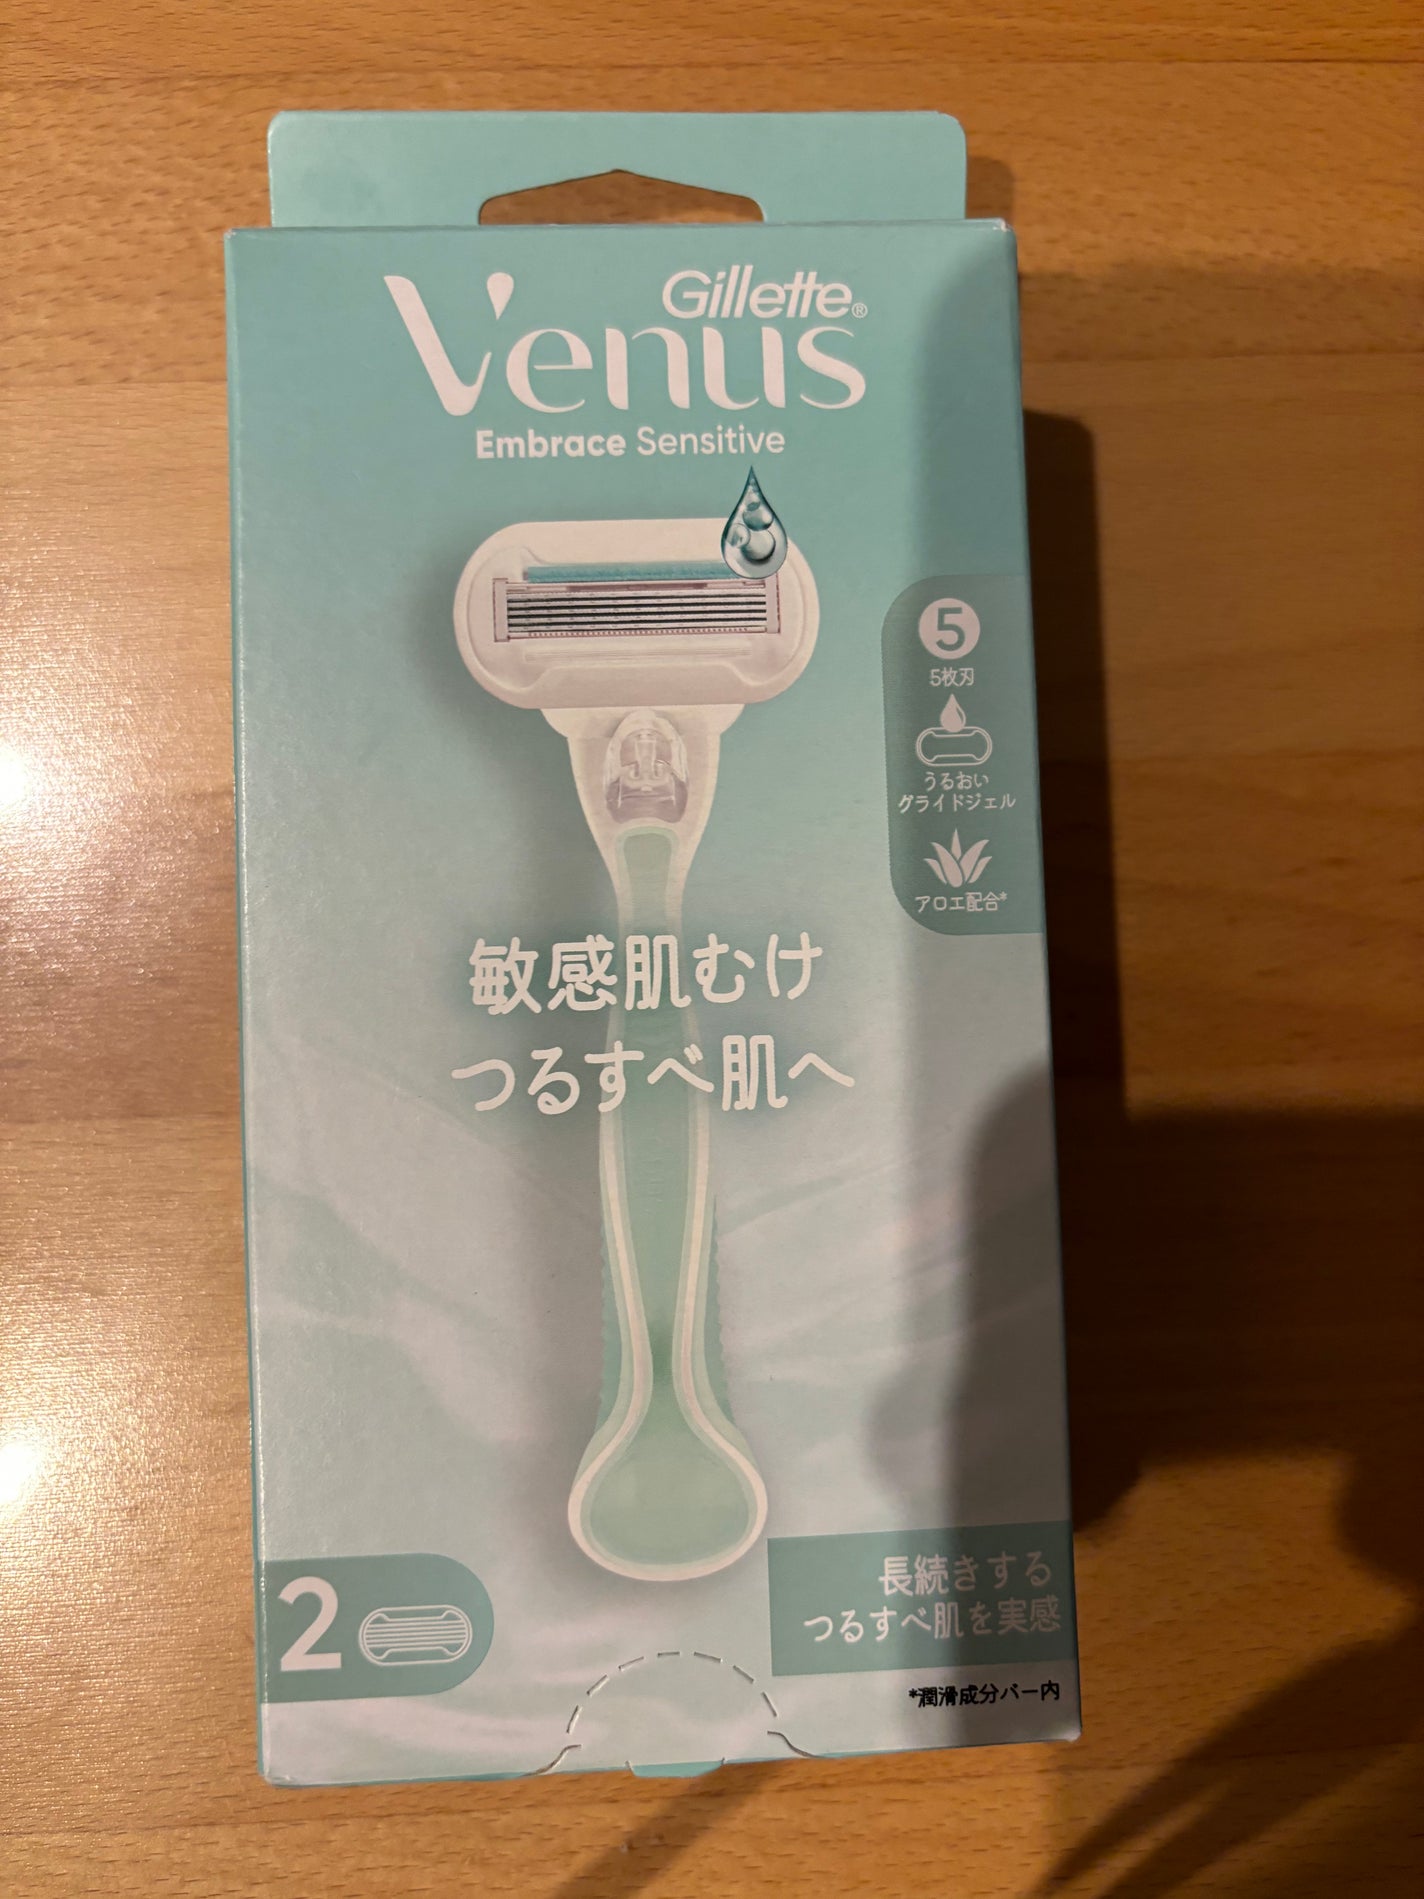 Gillette®
Venus
Embrace Sensitive
5
5枚刃
うるおい
グライドジェル
アロエ配合*
敏感肌むけ
つるすべ肌へ
2
長続きする
つるすべ肌を実感
*潤滑成分バー内